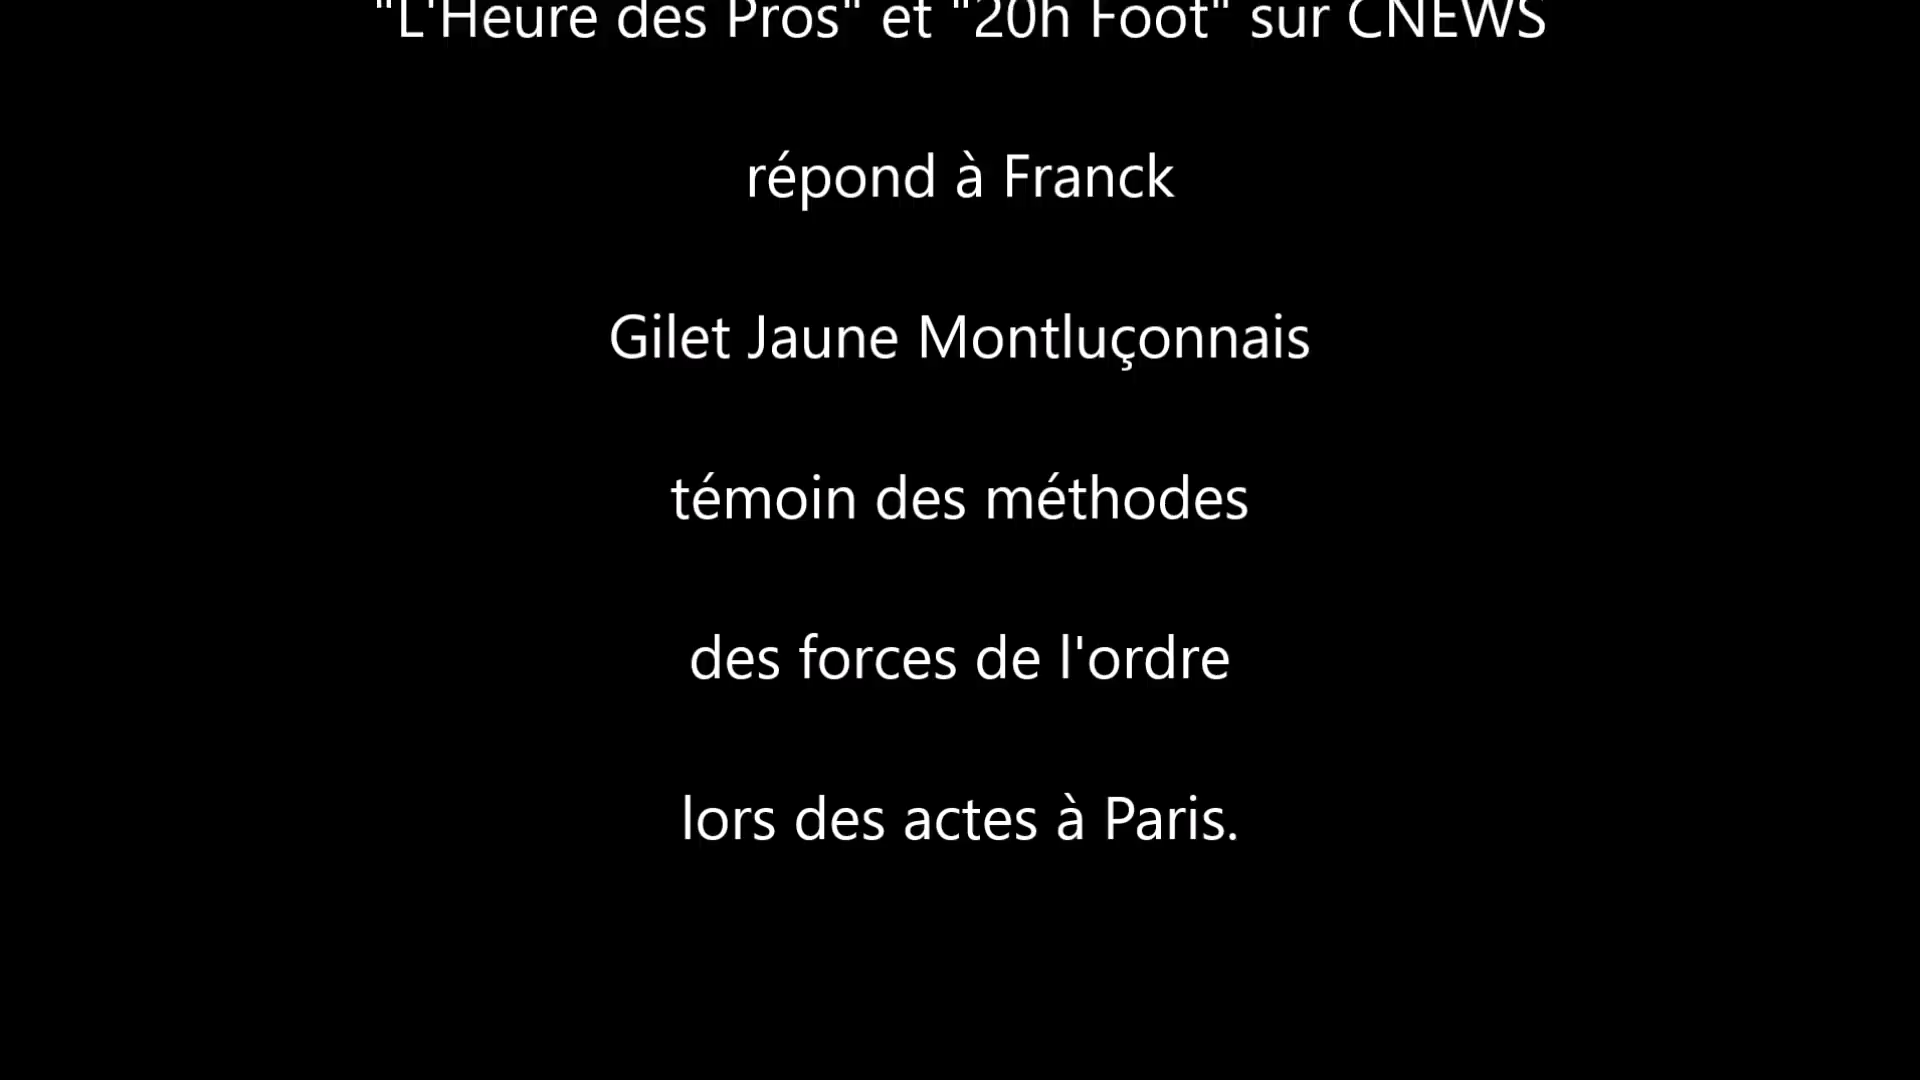 "L'Heure des Pros" et "20h Foot" sur CNEWS
répond à Franck
Gilet Jaune Montluçonnais
témoin des méthodes
des forces de l'ordre
lors des actes à Paris.